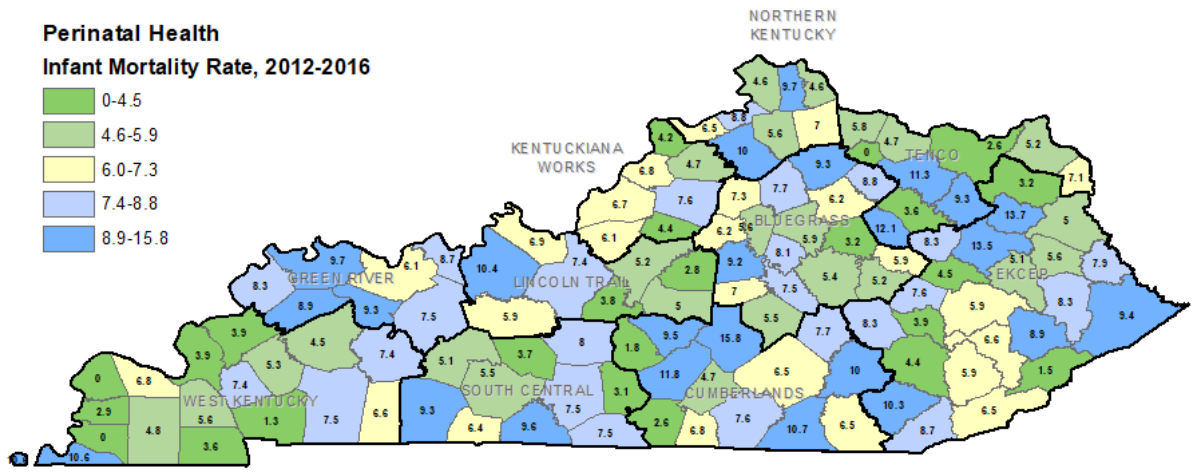 Perinatal Health
Infant Mortality Rate, 2012-2016
0-4.5
4.6-5.9
6.0-7.3
7.4-8.8
8.9-15.8
NORTHERN
KENTUCKY
4.6 9.7 4.6
8.8
4.2 6.5 5.6 7 5.8
4.7 2.6 5.2
KENTUCKIANA
WORKS
10 0 TENCO
6.8 4.7 9.3 11.3 3.2 7.1
7.7 8.8
6.7 7.6 7.3 6.2 9.3
3.6 13.7 5
BLUEGRASS
6.1 4.4 6.2 5.6 5.9 3.2 12.1 8.3 13.5
6.9 8.1 5.9 5.1 5.6 7.9
9.7 6.1 8.7 10.4 7.4 5.2 2.8 9.2 5.4 5.2 4.5 EKCEP
GREEN RIVER
LINCOLN TRAIL
8.3 7 7.5 7.6 8.3
8.9 9.3 7.5 3.8 5 5.9 9.4
5.9 5.5 7.7 8.3 3.9
3.9 4.5 8 9.5 15.8 6.6 8.9
3.9 5.3 7.4 5.1 3.7 1.8 4.4
0 6.8 7.4 5.5 11.8 4.7 6.5 10 5.9 1.5
WEST KENTUCKY
SOUTH CENTRAL
CUMBERLANDS
3.1
2.9 5.6 1.3 7.5 6.6 9.3 7.5 7.6 10.3 6.5
0 4.8 3.6 6.4 9.6 7.5 2.6 6.8 10.7 6.5 8.7
10.6